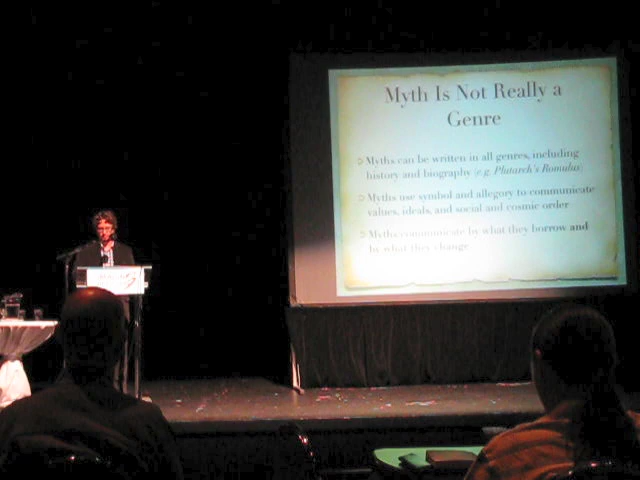 Myth Is Not Really a
Genre
Myths can be written in all genres, including
history and biography (e.g. Plutarch's Romulus)
Myths use symbol and allegory to communicate
values, ideals, and social and cosmic order
Myths communicate by what they borrow and
by what they change